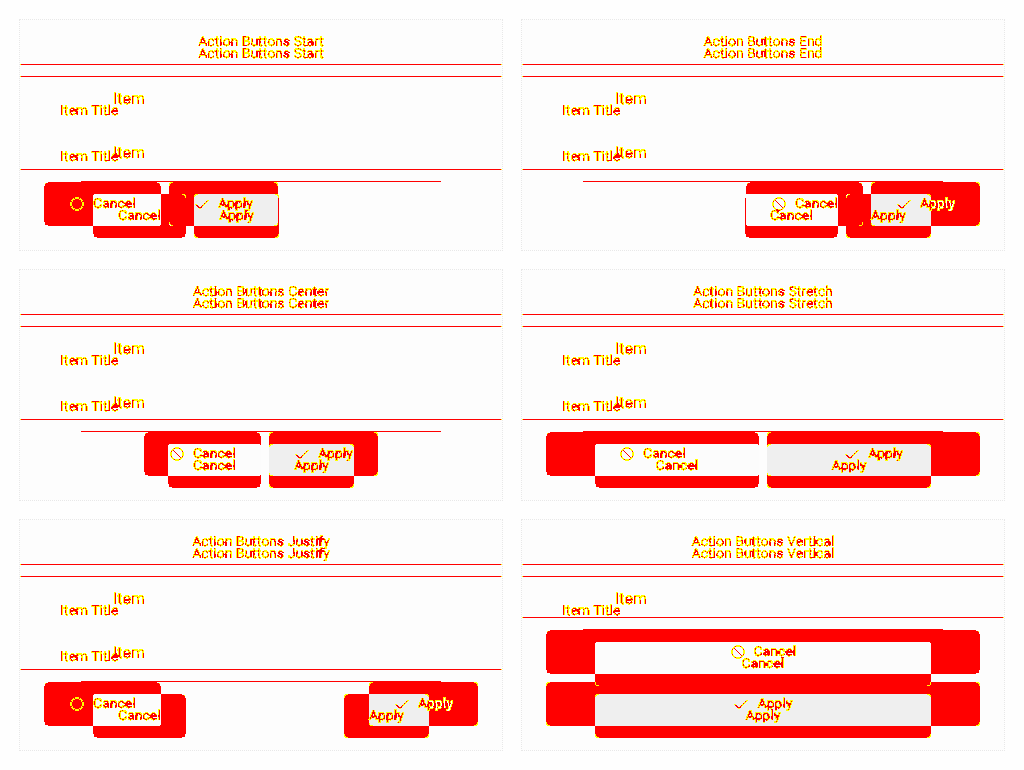 Action Buttons Start
Action Buttons Start
Item
Item Title
Item
Item Title
Cancel
Apply
Cancel
Apply
Action Buttons End
Action Buttons End
Item
Item Title
Item
Item Title
Cancel
Apply
Cancel
Apply
Action Buttons Center
Action Buttons Center
Item
Item Title
Item
Item Title
Cancel
Apply
Cancel
Apply
Action Buttons Stretch
Action Buttons Stretch
Item
Item Title
Item
Item Title
Cancel
Apply
Cancel
Apply
Action Buttons Justify
Action Buttons Justify
Item
Item Title
Item
Item Title
Cancel
Apply
Cancel
Apply
Action Buttons Vertical
Action Buttons Vertical
Item
Item Title
Cancel
Cancel
Apply
Apply